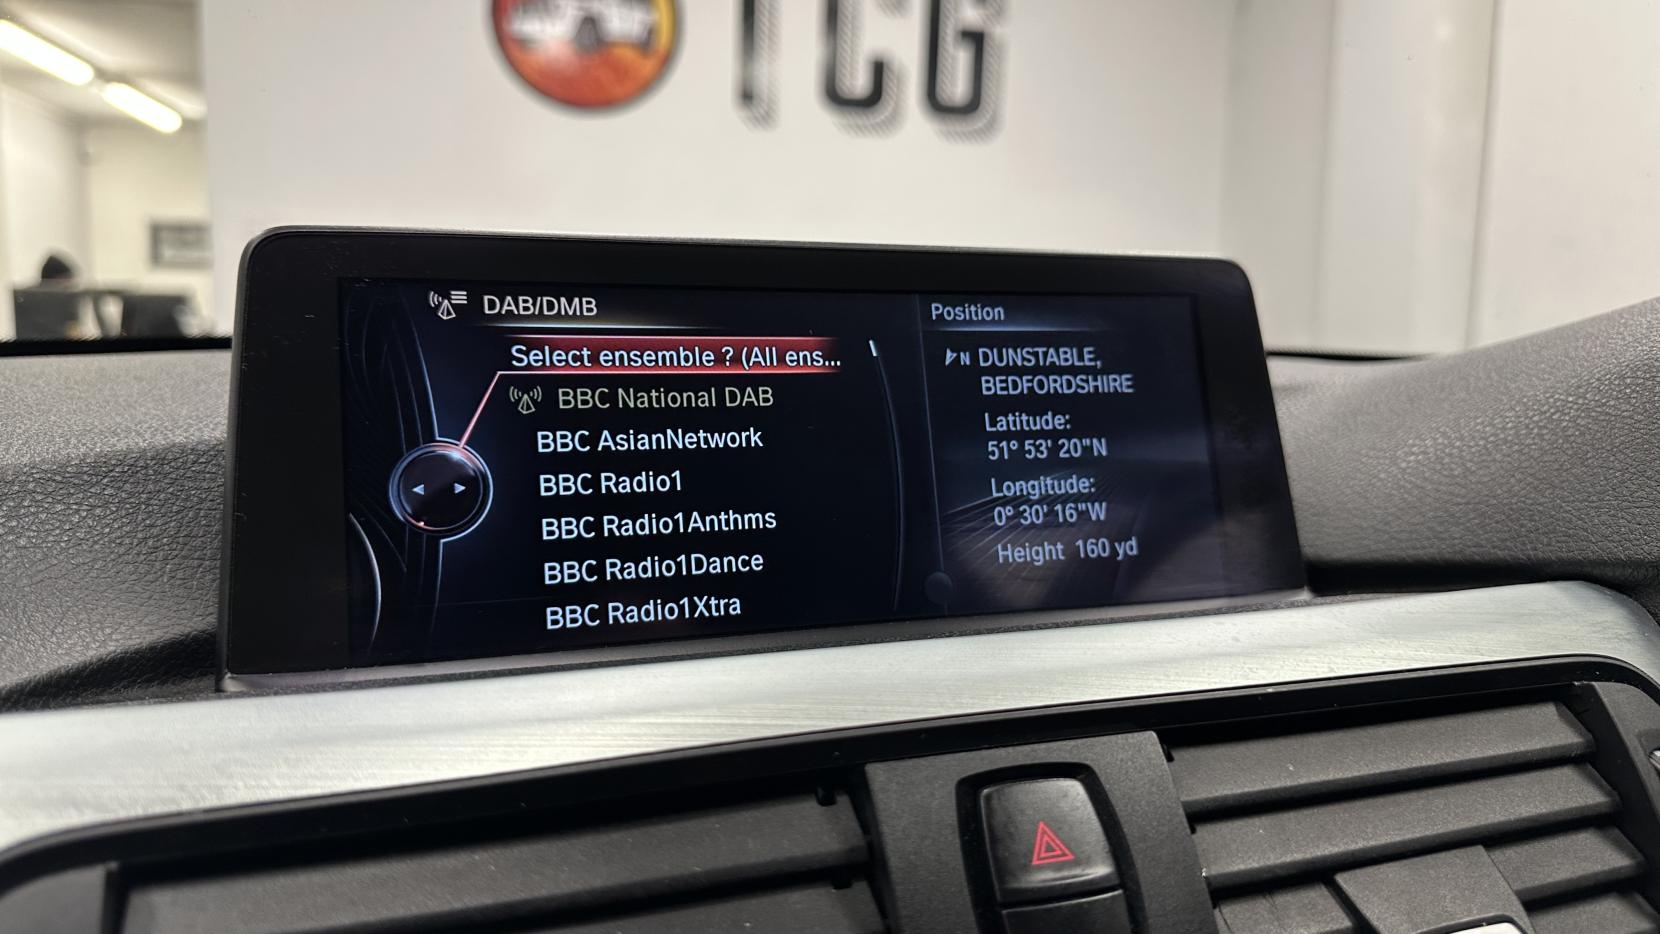 TCG
DAB/DMB
Select ensemble ? (All ens...
BBC National DAB
BBC AsianNetwork
BBC Radio1
BBC Radio1Anthms
BBC Radio1Dance
BBC Radio1Xtra
Position
N DUNSTABLE,
BEDFORDSHIRE
Latitude:
51° 53' 20"N
Longitude:
0° 30' 16"W
Height 160 yd